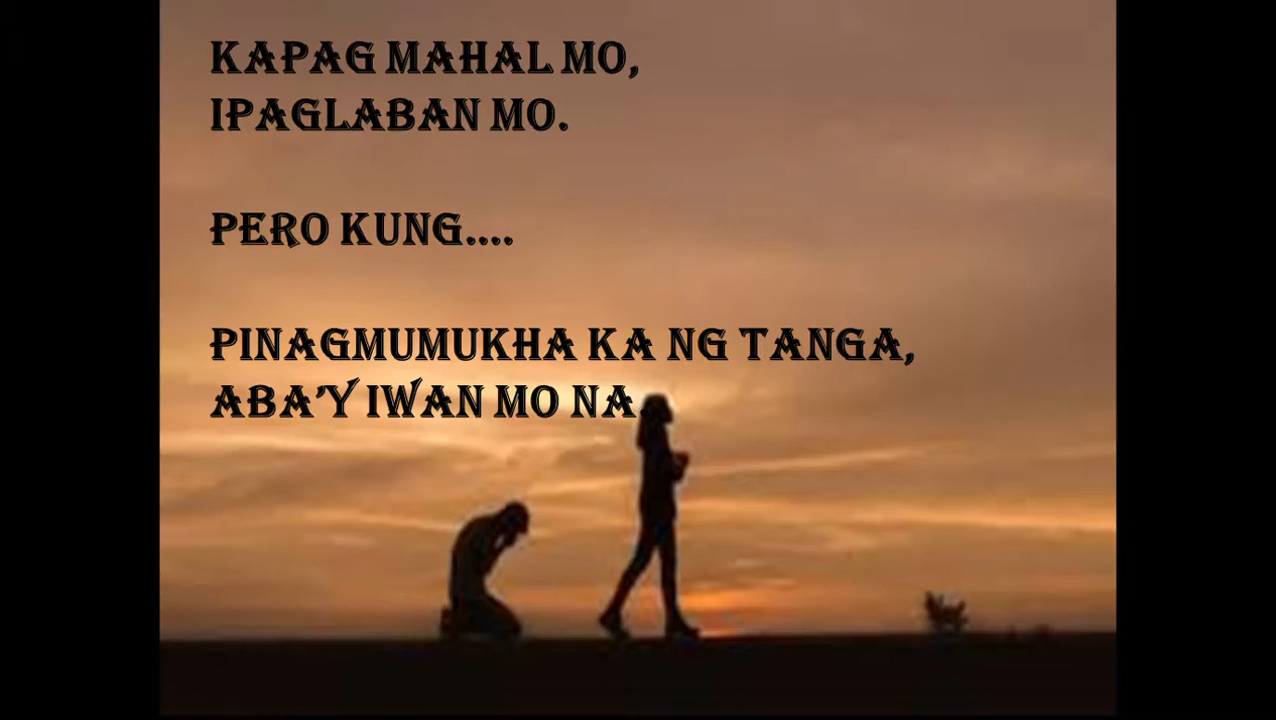 KAPAG MAHAL MO,
IPAGLABAN MO.
PERO KUNG....
PINAGMUMUKHA KA NG TANGA,
ABA'Y IWAN MO NA